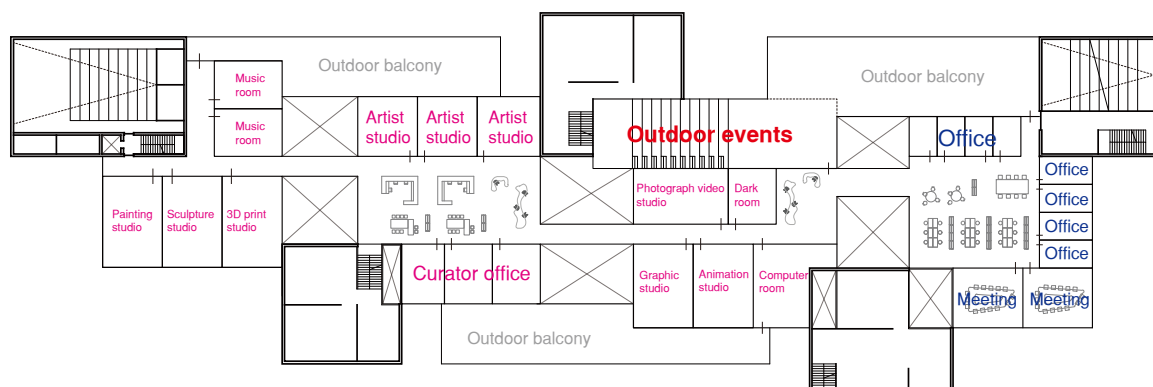 Outdoor balcony
Outdoor balcony
Music
room
Music
room
Artist
studio
Artist
studio
Artist
studio
Outdoor events
Office
Office
Office
Office
Office
Painting
studio
Sculpture
studio
3D print
studio
Photograph video
studio
Dark
room
Curator office
Graphic
studio
Animation
studio
Computer
room
Meeting
Meeting
Outdoor balcony